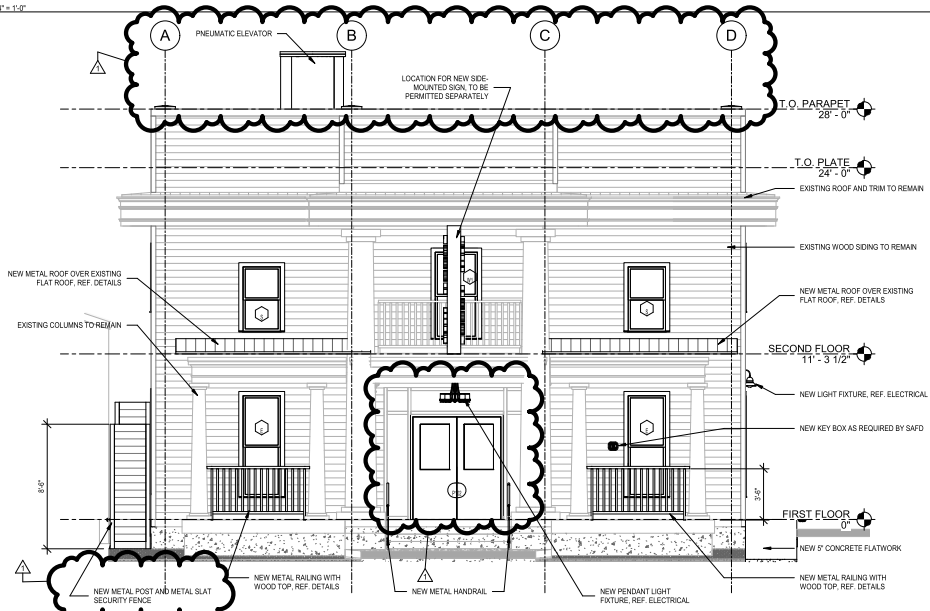 " = 1'-0"
A
B
C
D
PNEUMATIC ELEVATOR
1
LOCATION FOR NEW SIDE-
MOUNTED SIGN, TO BE
PERMITTED SEPARATELY
T.O. PARAPET
28' - 0"
T.O. PLATE
24' - 0"
EXISTING ROOF AND TRIM TO REMAIN
EXISTING WOOD SIDING TO REMAIN
NEW METAL ROOF OVER EXISTING
FLAT ROOF, REF. DETAILS
NEW METAL ROOF OVER EXISTING
FLAT ROOF, REF. DETAILS
EXISTING COLUMNS TO REMAIN
SECOND FLOOR
11' - 3 1/2"
NEW LIGHT FIXTURE, REF. ELECTRICAL
NEW KEY BOX AS REQUIRED BY SAFD
8'-6"
3'-6"
FIRST FLOOR
0"
NEW 5" CONCRETE FLATWORK
1
1
NEW METAL POST AND METAL SLAT
SECURITY FENCE
NEW METAL RAILING WITH
WOOD TOP, REF. DETAILS
NEW METAL HANDRAIL
NEW PENDANT LIGHT
FIXTURE, REF. ELECTRICAL
NEW METAL RAILING WITH
WOOD TOP, REF. DETAILS